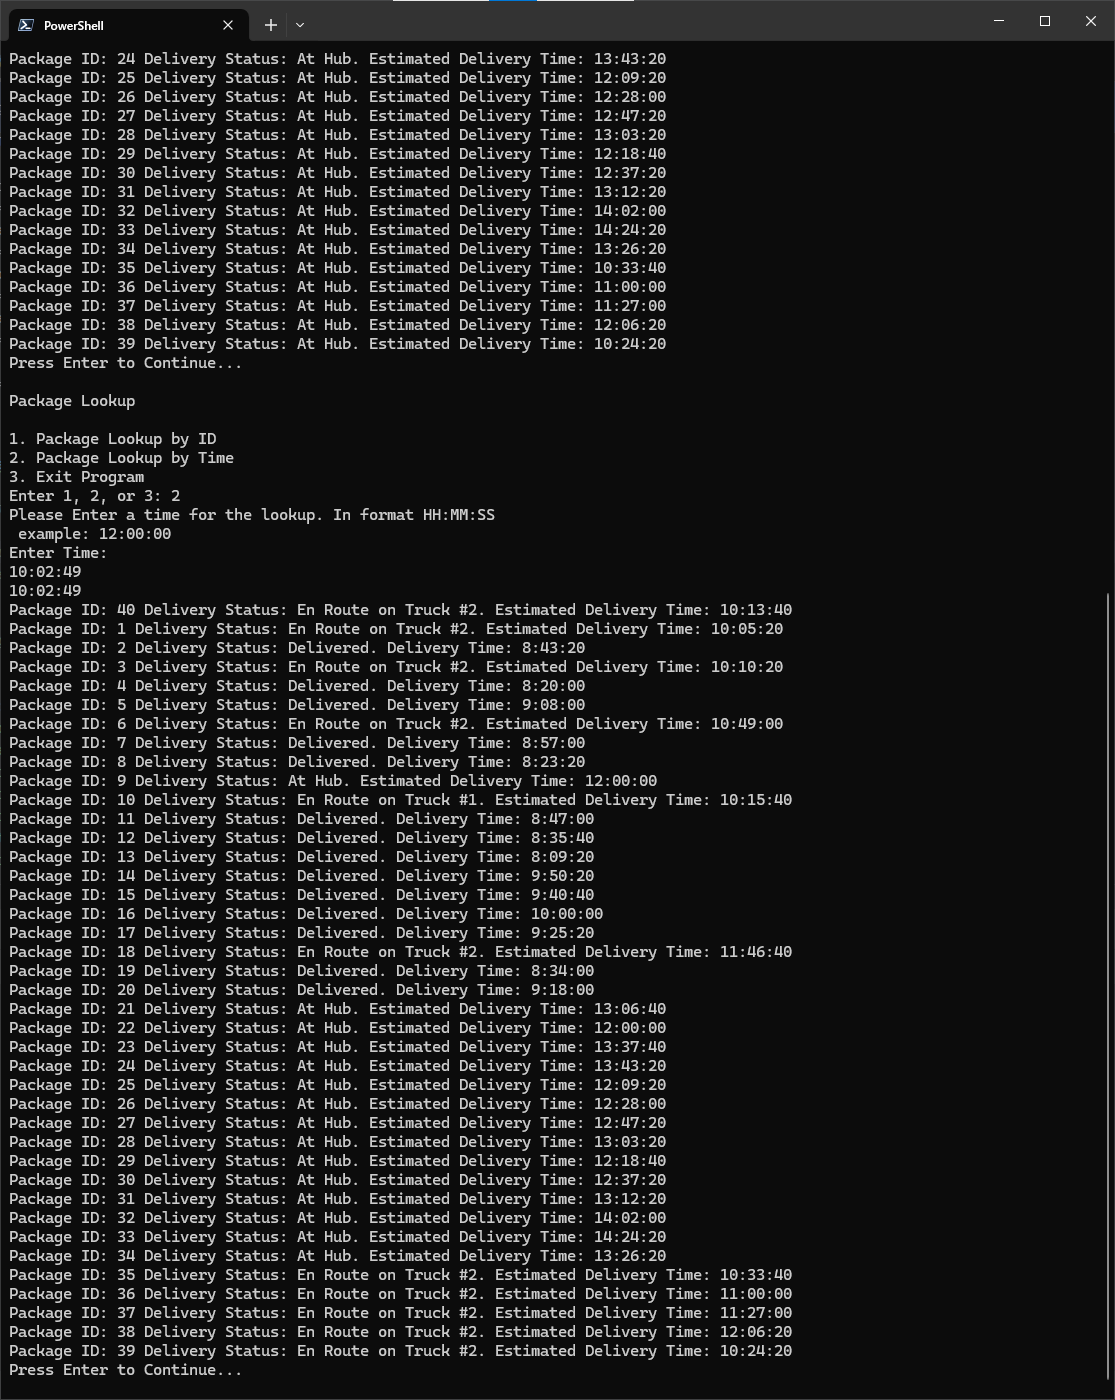 PowerShell
Package ID: 24 Delivery Status: At Hub. Estimated Delivery Time: 13:43:20
Package ID: 25 Delivery Status: At Hub. Estimated Delivery Time: 12:09:20
Package ID: 26 Delivery Status: At Hub. Estimated Delivery Time: 12:28:00
Package ID: 27 Delivery Status: At Hub. Estimated Delivery Time: 12:47:20
Package ID: 28 Delivery Status: At Hub. Estimated Delivery Time: 13:03:20
Package ID: 29 Delivery Status: At Hub. Estimated Delivery Time: 12:18:40
Package ID: 30 Delivery Status: At Hub. Estimated Delivery Time: 12:37:20
Package ID: 31 Delivery Status: At Hub. Estimated Delivery Time: 13:12:20
Package ID: 32 Delivery Status: At Hub. Estimated Delivery Time: 14:02:00
Package ID: 33 Delivery Status: At Hub. Estimated Delivery Time: 14:24:20
Package ID: 34 Delivery Status: At Hub. Estimated Delivery Time: 13:26:20
Package ID: 35 Delivery Status: At Hub. Estimated Delivery Time: 10:33:40
Package ID: 36 Delivery Status: At Hub. Estimated Delivery Time: 11:00:00
Package ID: 37 Delivery Status: At Hub. Estimated Delivery Time: 11:27:00
Package ID: 38 Delivery Status: At Hub. Estimated Delivery Time: 12:06:20
Package ID: 39 Delivery Status: At Hub. Estimated Delivery Time: 10:24:20
Press Enter to Continue...
Package Lookup
1. Package Lookup by ID
2. Package Lookup by Time
3. Exit Program
Enter 1, 2, or 3: 2
Please Enter a time for the lookup. In format HH:MM:SS
example: 12:00:00
Enter Time:
10:02:49
10:02:49
Package ID: 40 Delivery Status: En Route on Truck #2. Estimated Delivery Time: 10:13:40
Package ID: 1 Delivery Status: En Route on Truck #2. Estimated Delivery Time: 10:05:20
Package ID: 2 Delivery Status: Delivered. Delivery Time: 8:43:20
Package ID: 3 Delivery Status: En Route on Truck #2. Estimated Delivery Time: 10:10:20
Package ID: 4 Delivery Status: Delivered. Delivery Time: 8:20:00
Package ID: 5 Delivery Status: Delivered. Delivery Time: 9:08:00
Package ID: 6 Delivery Status: En Route on Truck #2. Estimated Delivery Time: 10:49:00
Package ID: 7 Delivery Status: Delivered. Delivery Time: 8:57:00
Package ID: 8 Delivery Status: Delivered. Delivery Time: 8:23:20
Package ID: 9 Delivery Status: At Hub. Estimated Delivery Time: 12:00:00
Package ID: 10 Delivery Status: En Route on Truck #1. Estimated Delivery Time: 10:15:40
Package ID: 11 Delivery Status: Delivered. Delivery Time: 8:47:00
Package ID: 12 Delivery Status: Delivered. Delivery Time: 8:35:40
Package ID: 13 Delivery Status: Delivered. Delivery Time: 8:09:20
Package ID: 14 Delivery Status: Delivered. Delivery Time: 9:50:20
Package ID: 15 Delivery Status: Delivered. Delivery Time: 9:40:40
Package ID: 16 Delivery Status: Delivered. Delivery Time: 10:00:00
Package ID: 17 Delivery Status: Delivered. Delivery Time: 9:25:20
Package ID: 18 Delivery Status: En Route on Truck #2. Estimated Delivery Time: 11:46:40
Package ID: 19 Delivery Status: Delivered. Delivery Time: 8:34:00
Package ID: 20 Delivery Status: Delivered. Delivery Time: 9:18:00
Package ID: 21 Delivery Status: At Hub. Estimated Delivery Time: 13:06:40
Package ID: 22 Delivery Status: At Hub. Estimated Delivery Time: 12:00:00
Package ID: 23 Delivery Status: At Hub. Estimated Delivery Time: 13:37:40
Package ID: 24 Delivery Status: At Hub. Estimated Delivery Time: 13:43:20
Package ID: 25 Delivery Status: At Hub. Estimated Delivery Time: 12:09:20
Package ID: 26 Delivery Status: At Hub. Estimated Delivery Time: 12:28:00
Package ID: 27 Delivery Status: At Hub. Estimated Delivery Time: 12:47:20
Package ID: 28 Delivery Status: At Hub. Estimated Delivery Time: 13:03:20
Package ID: 29 Delivery Status: At Hub. Estimated Delivery Time: 12:18:40
Package ID: 30 Delivery Status: At Hub. Estimated Delivery Time: 12:37:20
Package ID: 31 Delivery Status: At Hub. Estimated Delivery Time: 13:12:20
Package ID: 32 Delivery Status: At Hub. Estimated Delivery Time: 14:02:00
Package ID: 33 Delivery Status: At Hub. Estimated Delivery Time: 14:24:20
Package ID: 34 Delivery Status: At Hub. Estimated Delivery Time: 13:26:20
Package ID: 35 Delivery Status: En Route on Truck #2. Estimated Delivery Time: 10:33:40
Package ID: 36 Delivery Status: En Route on Truck #2. Estimated Delivery Time: 11:00:00
Package ID: 37 Delivery Status: En Route on Truck #2. Estimated Delivery Time: 11:27:00
Package ID: 38 Delivery Status: En Route on Truck #2. Estimated Delivery Time: 12:06:20
Package ID: 39 Delivery Status: En Route on Truck #2. Estimated Delivery Time: 10:24:20
Press Enter to Continue...